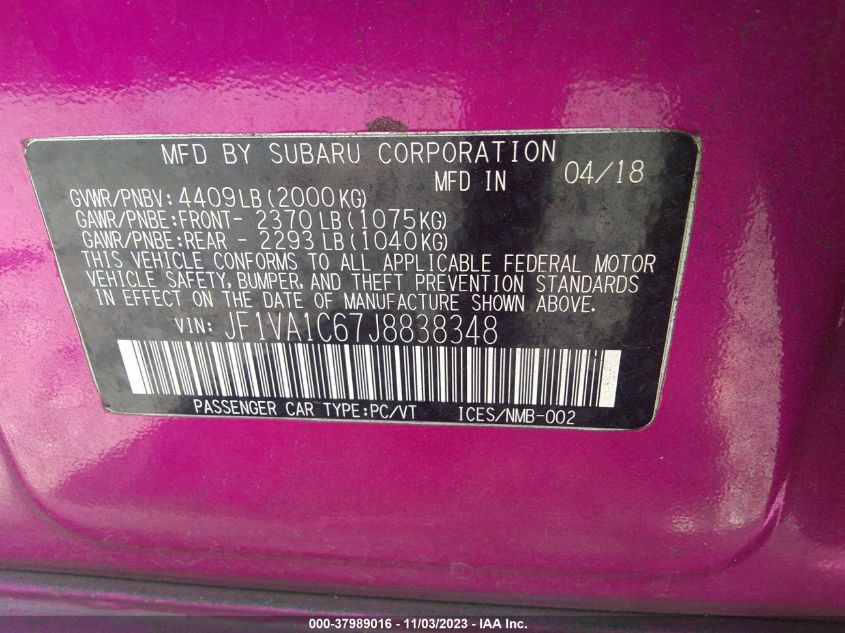 MFD BY SUBARU CORPORATION
MFD IN 04/18
GVWR/PNBV: 4409LB(2000KG)
GAWR/PNBE:FRONT- 2370LB(1075KG)
GAWR/PNBE:REAR - 2293LB(1040KG)
THIS VEHICLE CONFORMS TO ALL APPLICABLE FEDERAL MOTOR
VEHICLE SAFETY, BUMPER, AND THEFT PREVENTION STANDARDS
IN EFFECT ON THE DATE OF MANUFACTURE SHOWN ABOVE.
VIN: JF1VA1C67J8838348
PASSENGER CAR TYPE:PC/VT ICES/NMB-002
000-37989016 - 11/03/2023 - IAA Inc.